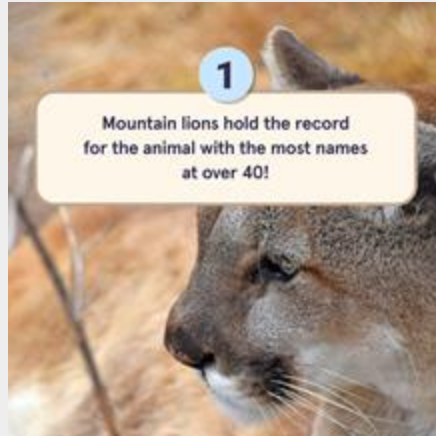 1
Mountain lions hold the record
for the animal with the most names
at over 40!